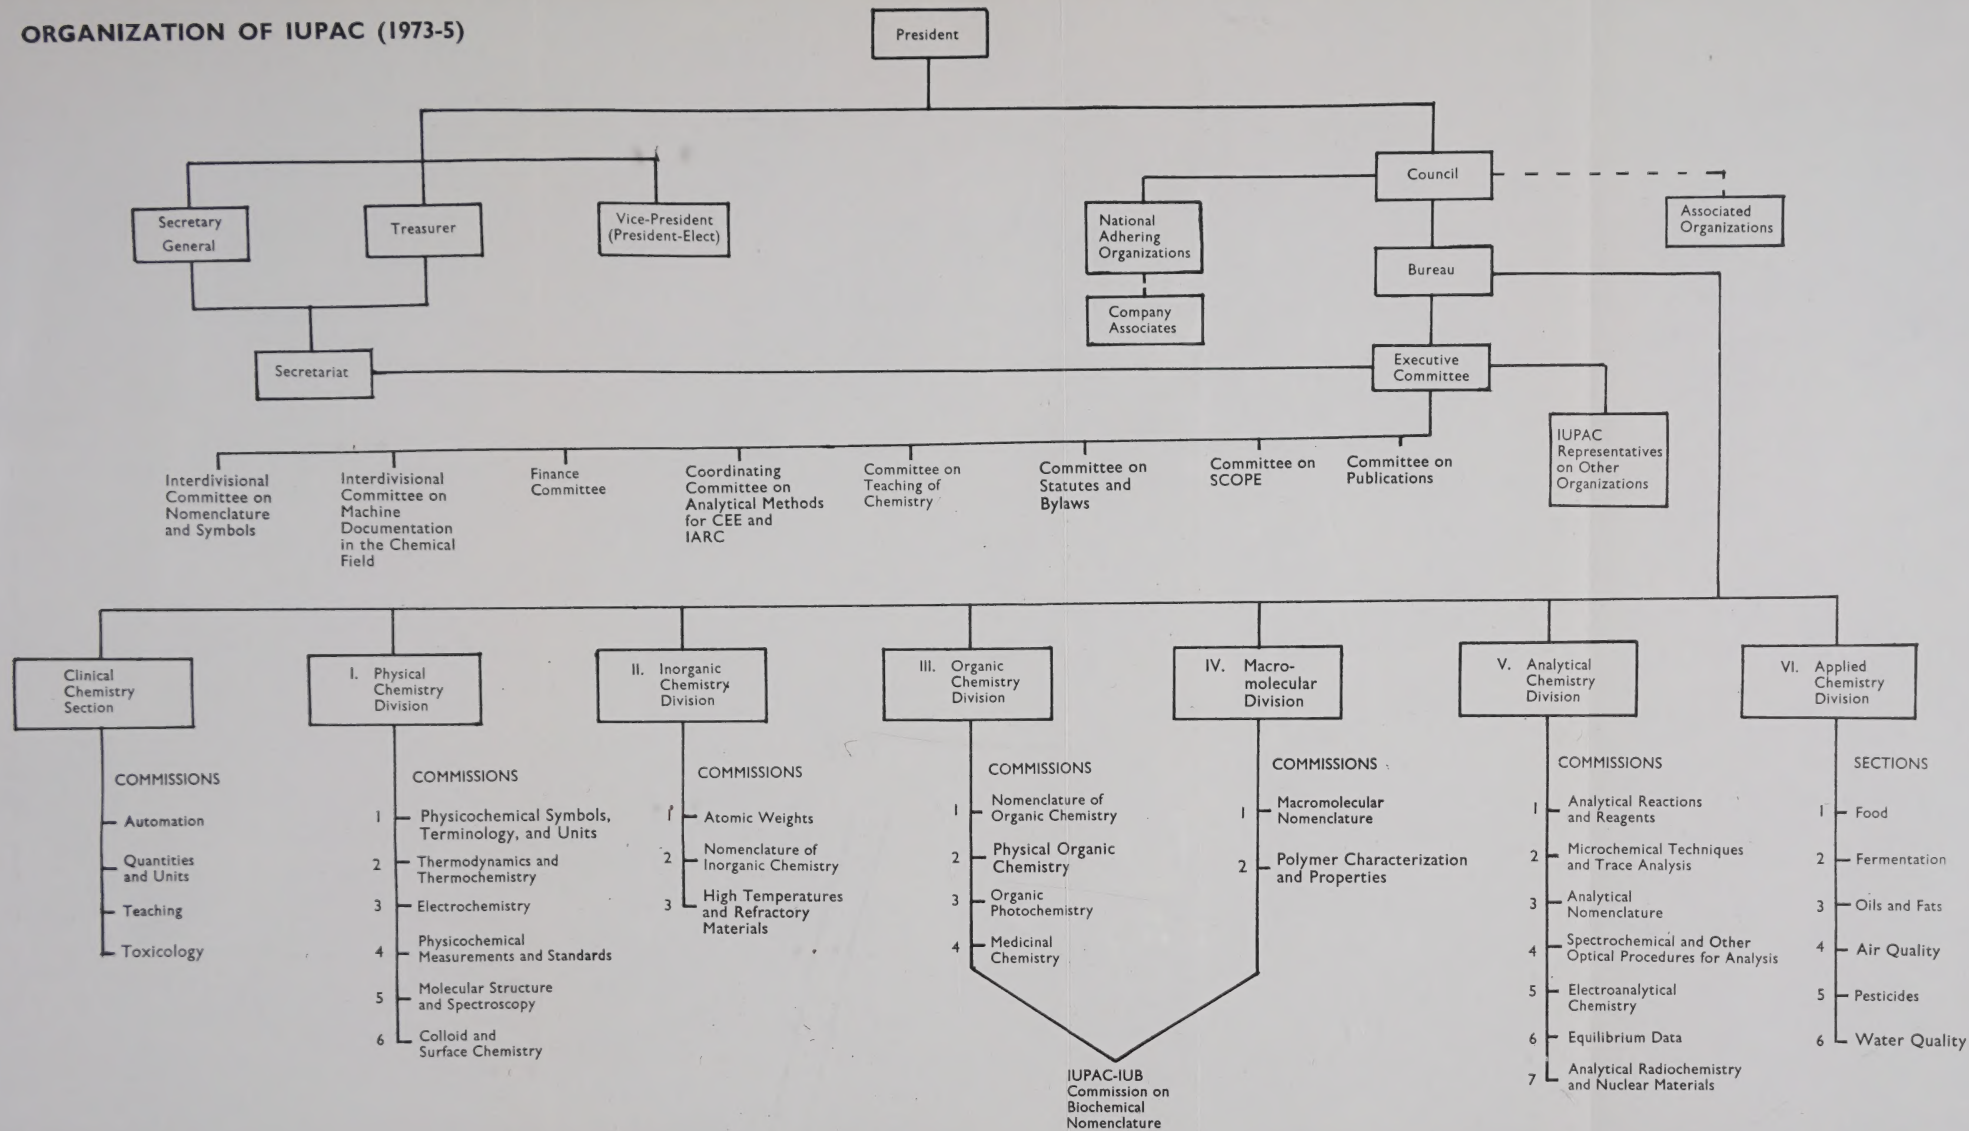 ORGANIZATION OF IUPAC (1973-5)
President
Secretary
General
Treasurer
Vice-President
(President-Elect)
Council
National
Adhering
Organizations
Associated
Organizations
Bureau
Company
Associates
Secretariat
Executive
Committee
IUPAC
Representatives
on Other
Organizations
Interdivisional
Committee on
Nomenclature
and Symbols
Interdivisional
Committee on
Machine
Documentation
in the Chemical
Field
Finance
Committee
Coordinating
Committee on
Analytical Methods
for CEE and
IARC
Committee on
Teaching of
Chemistry
Committee on
Statutes and
Bylaws
Committee on
SCOPE
Committee on
Publications
Clinical
Chemistry
Section
COMMISSIONS
Automation
Quantities
and Units
Teaching
Toxicology
I. Physical
Chemistry
Division
COMMISSIONS
1 Physicochemical Symbols,
Terminology, and Units
2 Thermodynamics and
Thermochemistry
3 Electrochemistry
4 Physicochemical
Measurements and Standards
5 Molecular Structure
and Spectroscopy
6 Colloid and
Surface Chemistry
II. Inorganic
Chemistry
Division
COMMISSIONS
1 Atomic Weights
2 Nomenclature of
Inorganic Chemistry
3 High Temperatures
and Refractory
Materials
III. Organic
Chemistry
Division
COMMISSIONS
1 Nomenclature of
Organic Chemistry
2 Physical Organic
Chemistry
3 Organic
Photochemistry
4 Medicinal
Chemistry
IV. Macro-
molecular
Division
COMMISSIONS
1 Macromolecular
Nomenclature
2 Polymer Characterization
and Properties
IUPAC-IUB
Commission on
Biochemical
Nomenclature
V. Analytical
Chemistry
Division
COMMISSIONS
1 Analytical Reactions
and Reagents
2 Microchemical Techniques
and Trace Analysis
3 Analytical
Nomenclature
4 Spectrochemical and Other
Optical Procedures for Analysis
5 Electroanalytical
Chemistry
6 Equilibrium Data
7 Analytical Radiochemistry
and Nuclear Materials
VI. Applied
Chemistry
Division
SECTIONS
1 Food
2 Fermentation
3 Oils and Fats
4 Air Quality
5 Pesticides
6 Water Quality